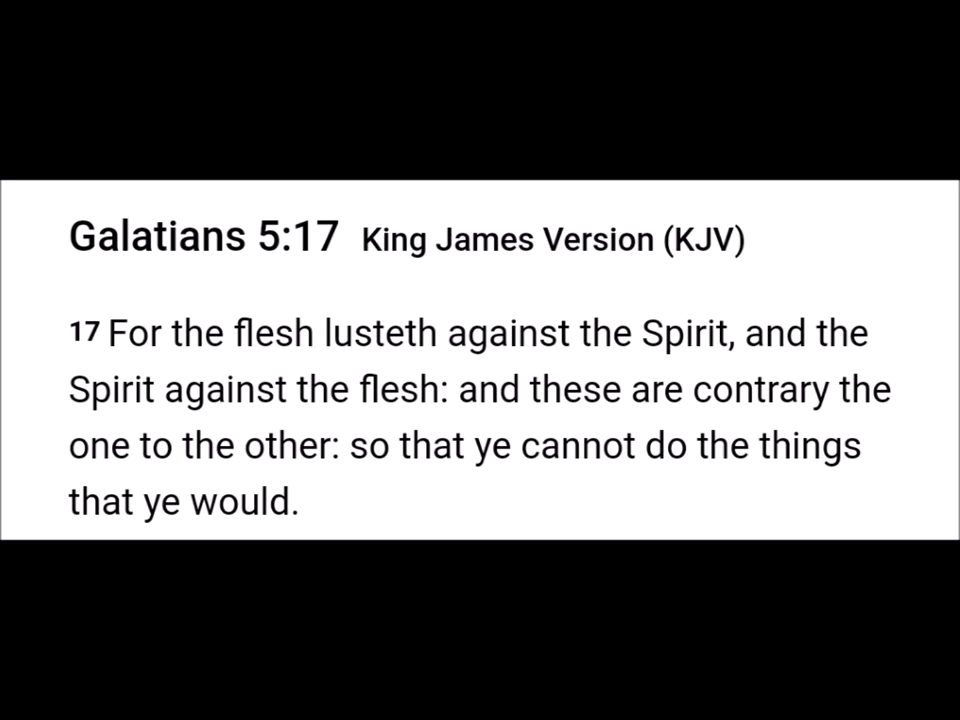 Galatians 5:17 King James Version (KJV)
17 For the flesh lusteth against the Spirit, and the
Spirit against the flesh: and these are contrary the
one to the other: so that ye cannot do the things
that ye would.